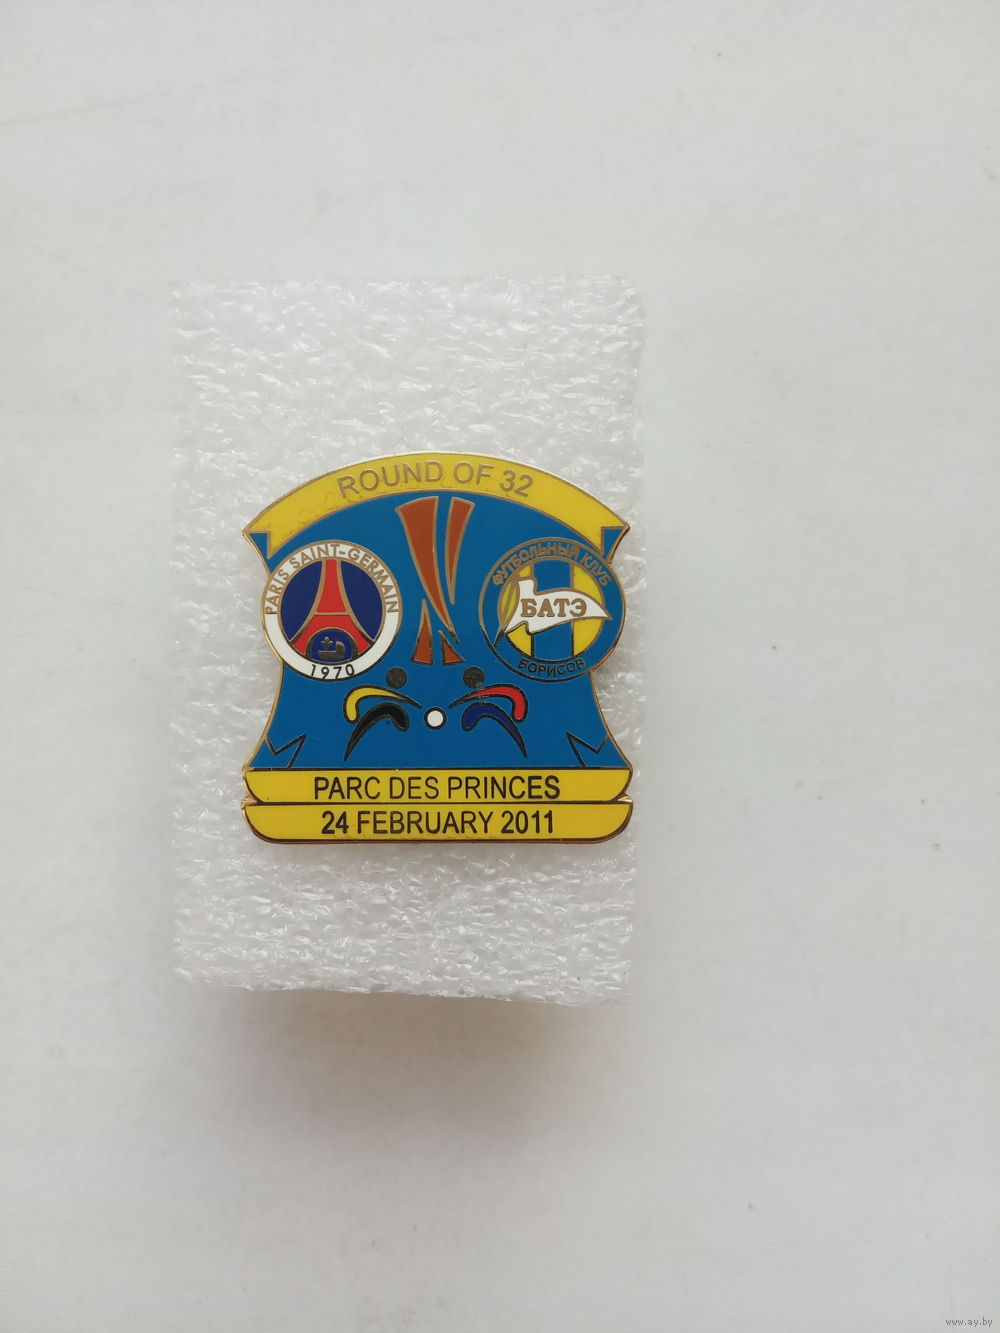 ROUND OF 32
PARIS SAINT-GERMAIN
1970
ФУТБОЛЬНЫЙ КЛУБ
БАТЭ
БОРИСОВ
PARC DES PRINCES
24 FEBRUARY 2011
www.ay.by